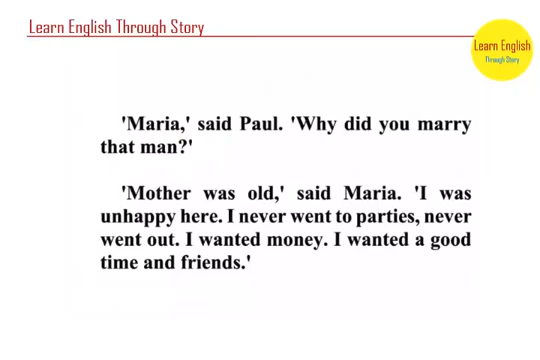 Learn English Through Story
Learn English
Through Story
'Maria,' said Paul. 'Why did you marry
that man?'
'Mother was old,' said Maria. 'I was
unhappy here. I never went to parties, never
went out. I wanted money. I wanted a good
time and friends.'